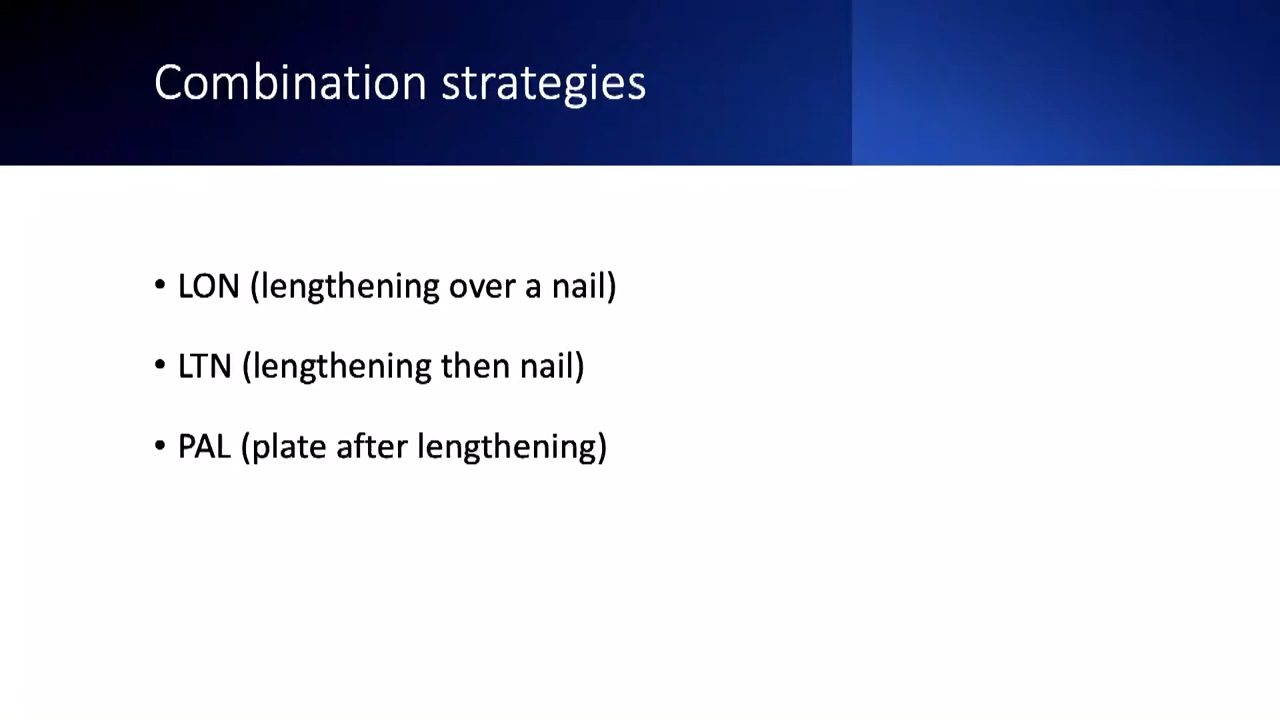 Combination strategies
• LON (lengthening over a nail)
• LTN (lengthening then nail)
• PAL (plate after lengthening)